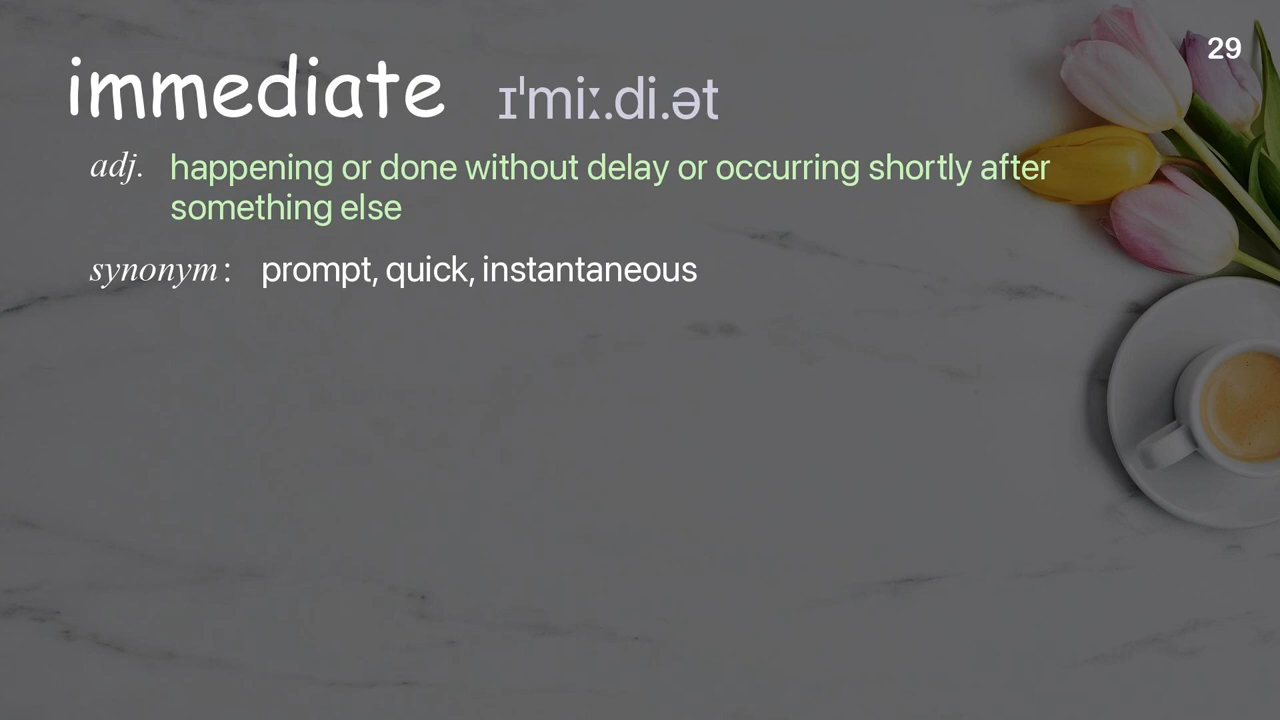 29
immediate ɪˈmiː.di.ət
adj. happening or done without delay or occurring shortly after
something else
synonym: prompt, quick, instantaneous